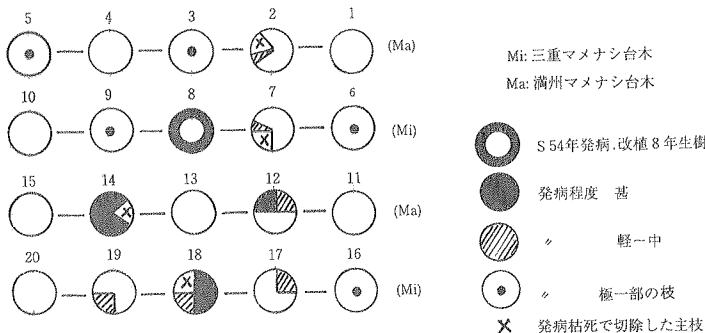 5 4 3 2 1
X
(Ma)
10 9 8 7 6
X
(Mi)
15 14 13 12 11
X
(Ma)
20 19 18 17 16
X
(Mi)
Mi: 三重マメナシ台木
Ma: 満州マメナシ台木
S 54年発病,改植8年生樹
発病程度 甚
〃 軽ー中
〃 極一部の枝
X 発病枯死で切除した主枝